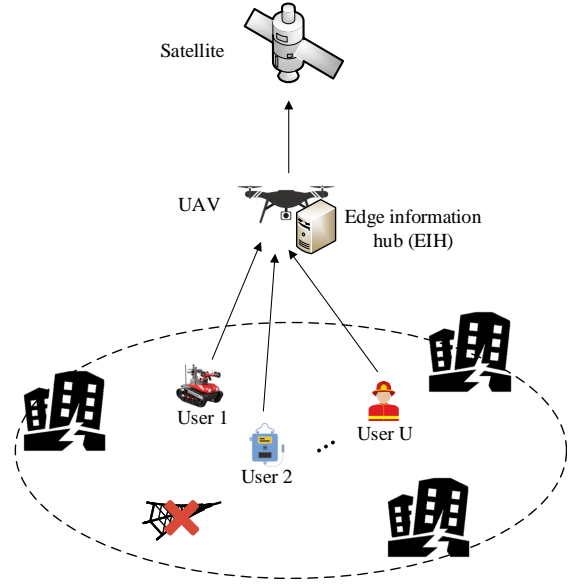 Satellite
UAV
Edge information
hub (EIH)
User 1
User U
User 2
...